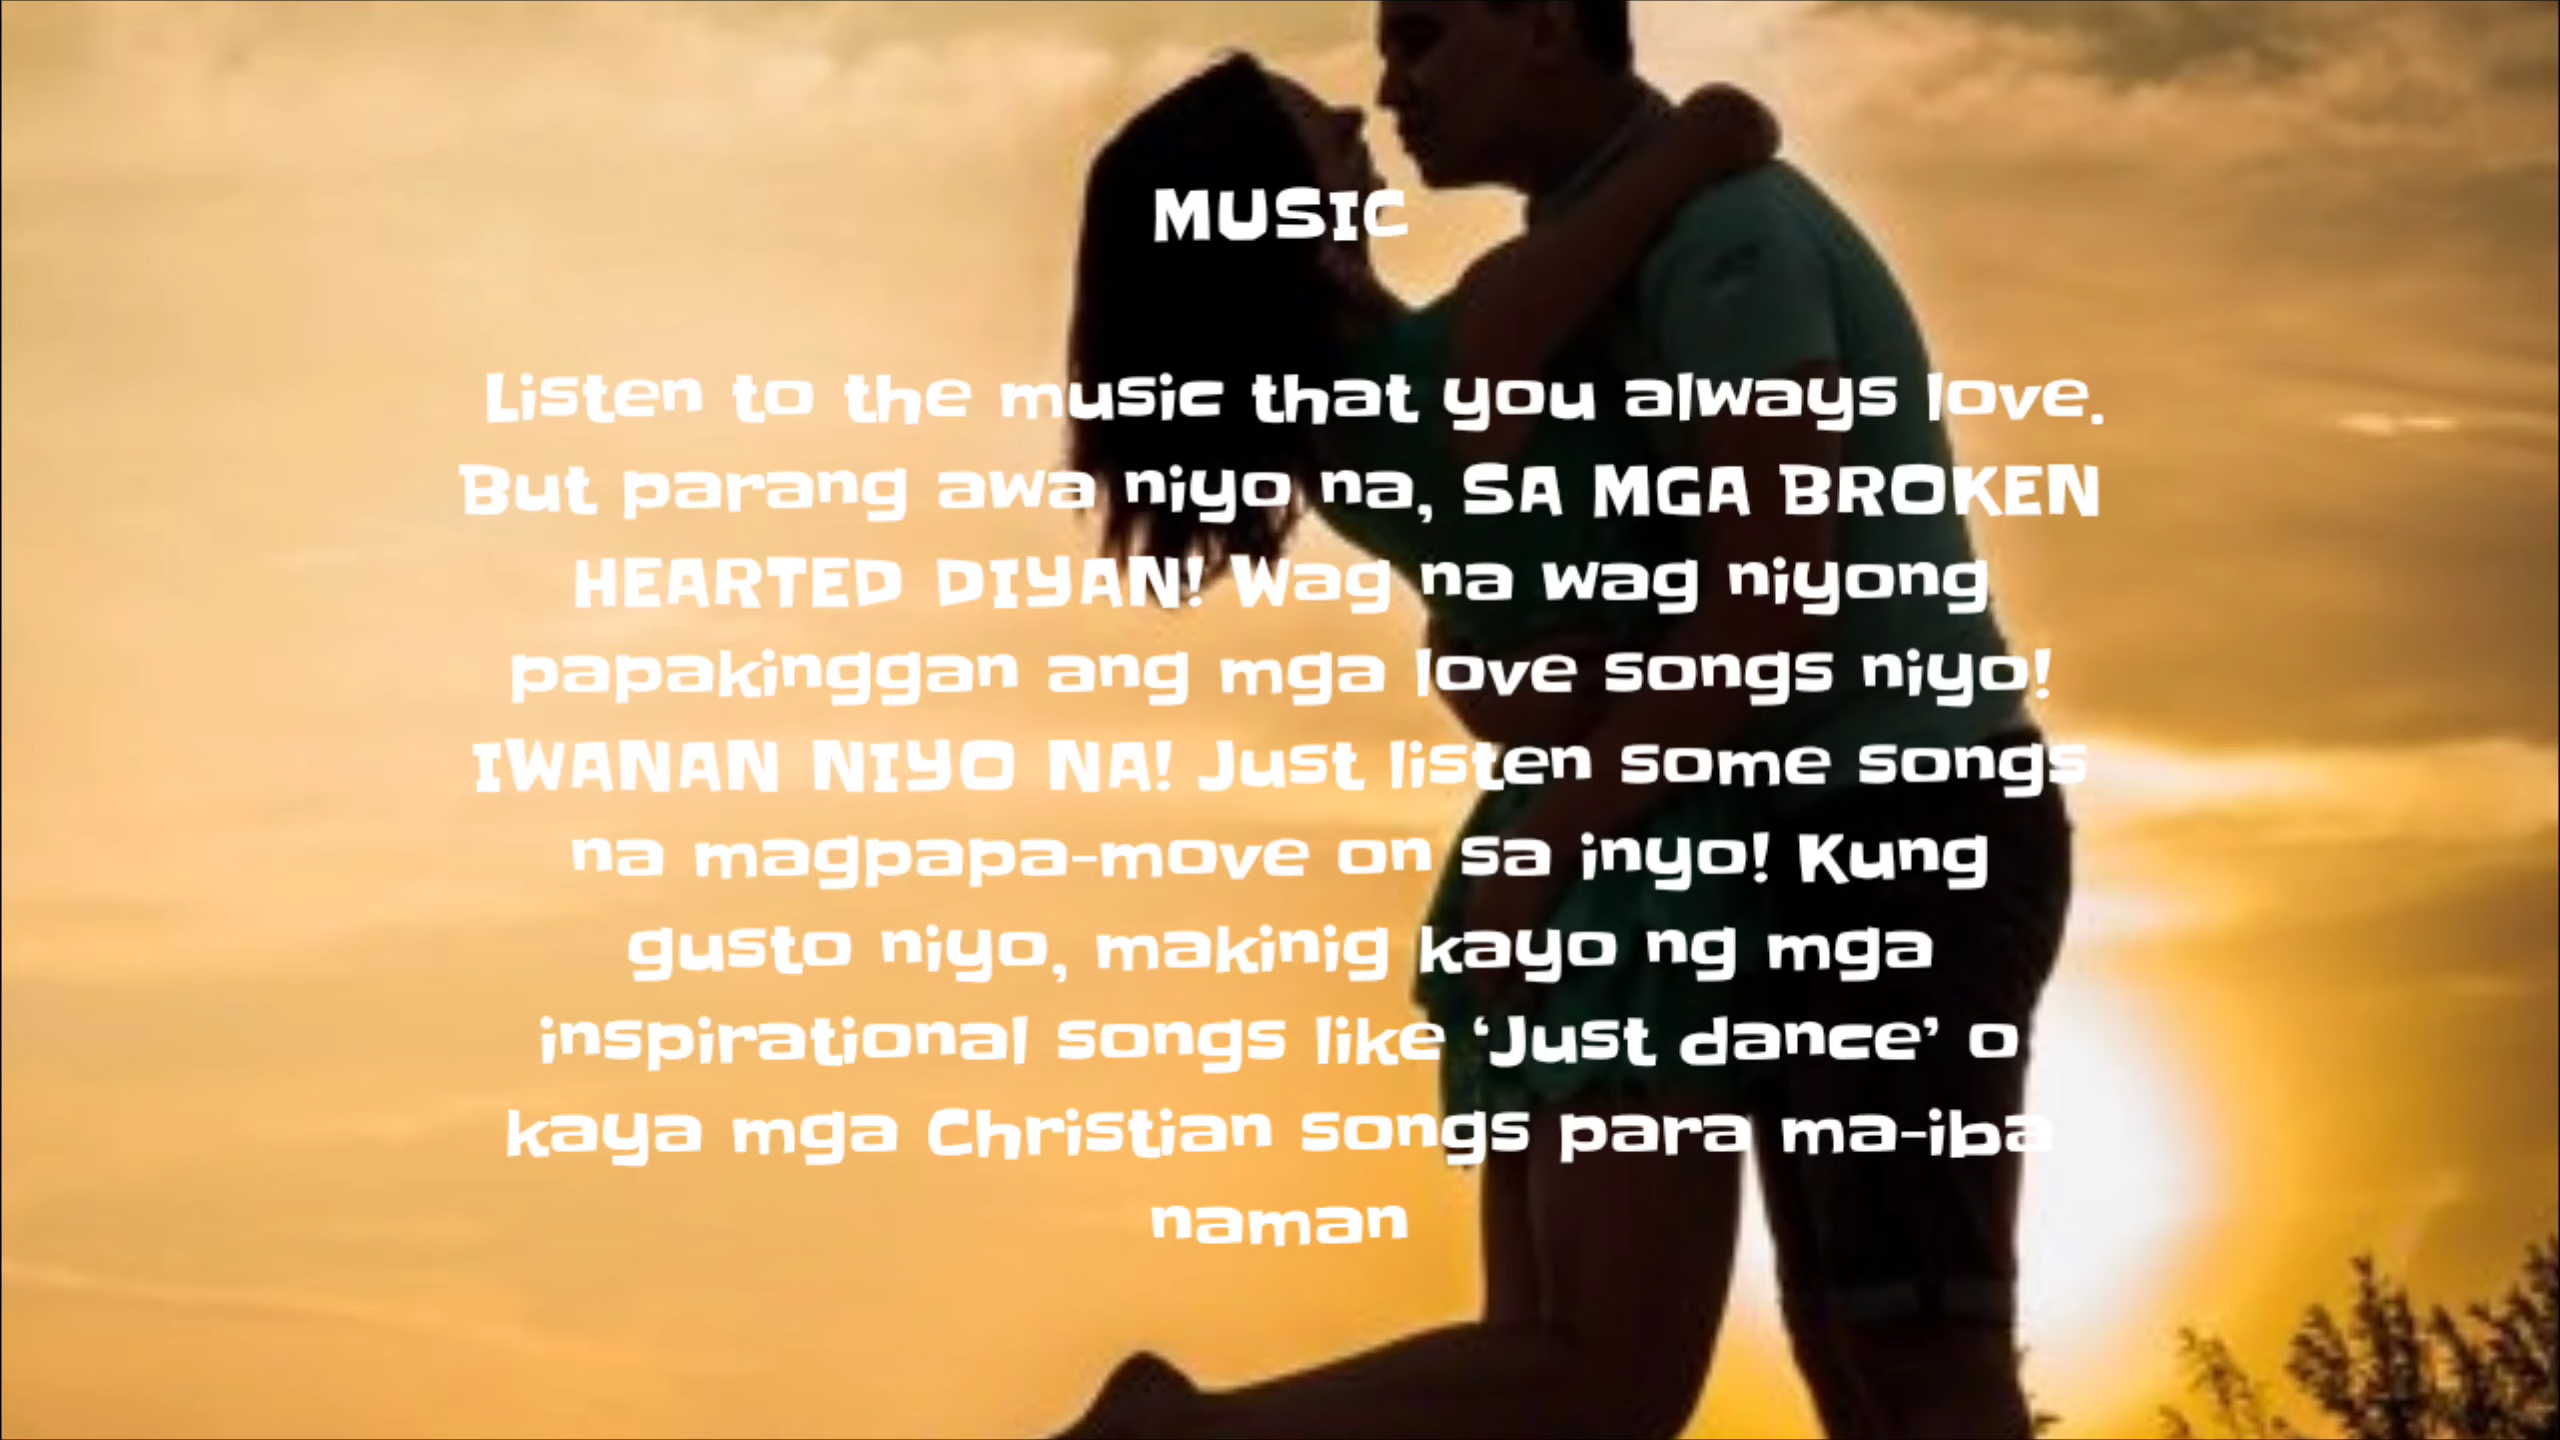 MUSIC
Listen to the music that you always love.
But parang awa niyo na, SA MGA BROKEN
HEARTED DIYAN! Wag na wag niyong
papakinggan ang mga love songs niyo!
IWANAN NIYO NA! Just listen some songs
na magpapa-move on sa inyo! Kung
gusto niyo, makinig kayo ng mga
inspirational songs like ‘Just dance’ o
kaya mga Christian songs para ma-iba
naman